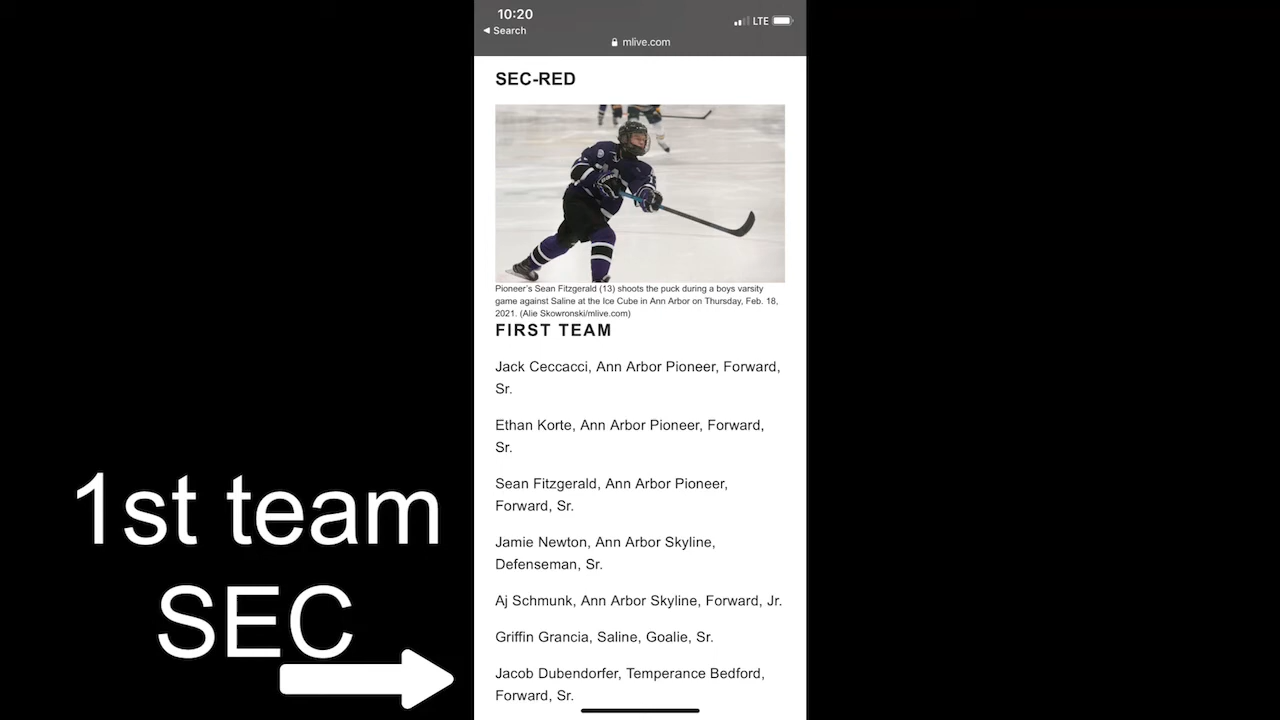 10:20
LTE
◀ Search
mlive.com
SEC-RED
Pioneer's Sean Fitzgerald (13) shoots the puck during a boys varsity
game against Saline at the Ice Cube in Ann Arbor on Thursday, Feb. 18,
2021. (Alie Skowronski/mlive.com)
FIRST TEAM
Jack Ceccacci, Ann Arbor Pioneer, Forward,
Sr.
Ethan Korte, Ann Arbor Pioneer, Forward,
Sr.
Sean Fitzgerald, Ann Arbor Pioneer,
Forward, Sr.
Jamie Newton, Ann Arbor Skyline,
Defenseman, Sr.
Aj Schmunk, Ann Arbor Skyline, Forward, Jr.
Griffin Grancia, Saline, Goalie, Sr.
Jacob Dubendorfer, Temperance Bedford,
Forward, Sr.
1st team
SEC